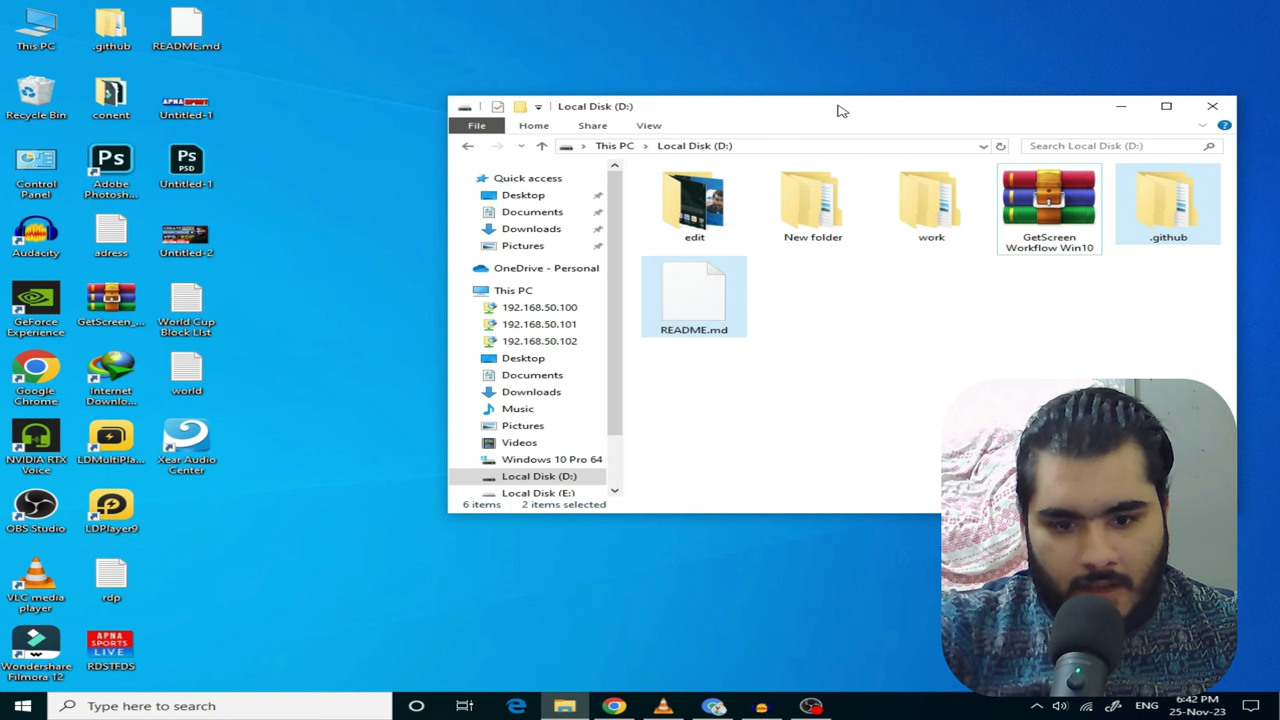 This PC
.github
README.md
Recycle Bin
conent
Untitled-1
Control
Panel
Adobe
Photosh...
Untitled-1
Audacity
adress
Untitled-2
GeForce
Experience
GetScreen_...
World Cup
Block LIst
Google
Chrome
Internet
Downlo...
world
NVIDIA RTX
Voice
LDMultiPla...
Xear Audio
Center
OBS Studio
LDPlayer9
VLC media
player
rdp
Wondershare
Filmora 12
APNA
SPORTS
LIVE
RDSTFDS
Local Disk (D:)
File
Home
Share
View
This PC
Local Disk (D:)
Search Local Disk (D:)
Quick access
Desktop
Documents
Downloads
Pictures
OneDrive - Personal
This PC
192.168.50.100
192.168.50.101
192.168.50.102
Desktop
Documents
Downloads
Music
Pictures
Videos
Windows 10 Pro 64
Local Disk (D:)
Local Disk (E:)
edit
New folder
work
GetScreen
Workflow Win10
.github
README.md
6 items
2 items selected
Type here to search
ENG
6:42 PM
25-Nov-23